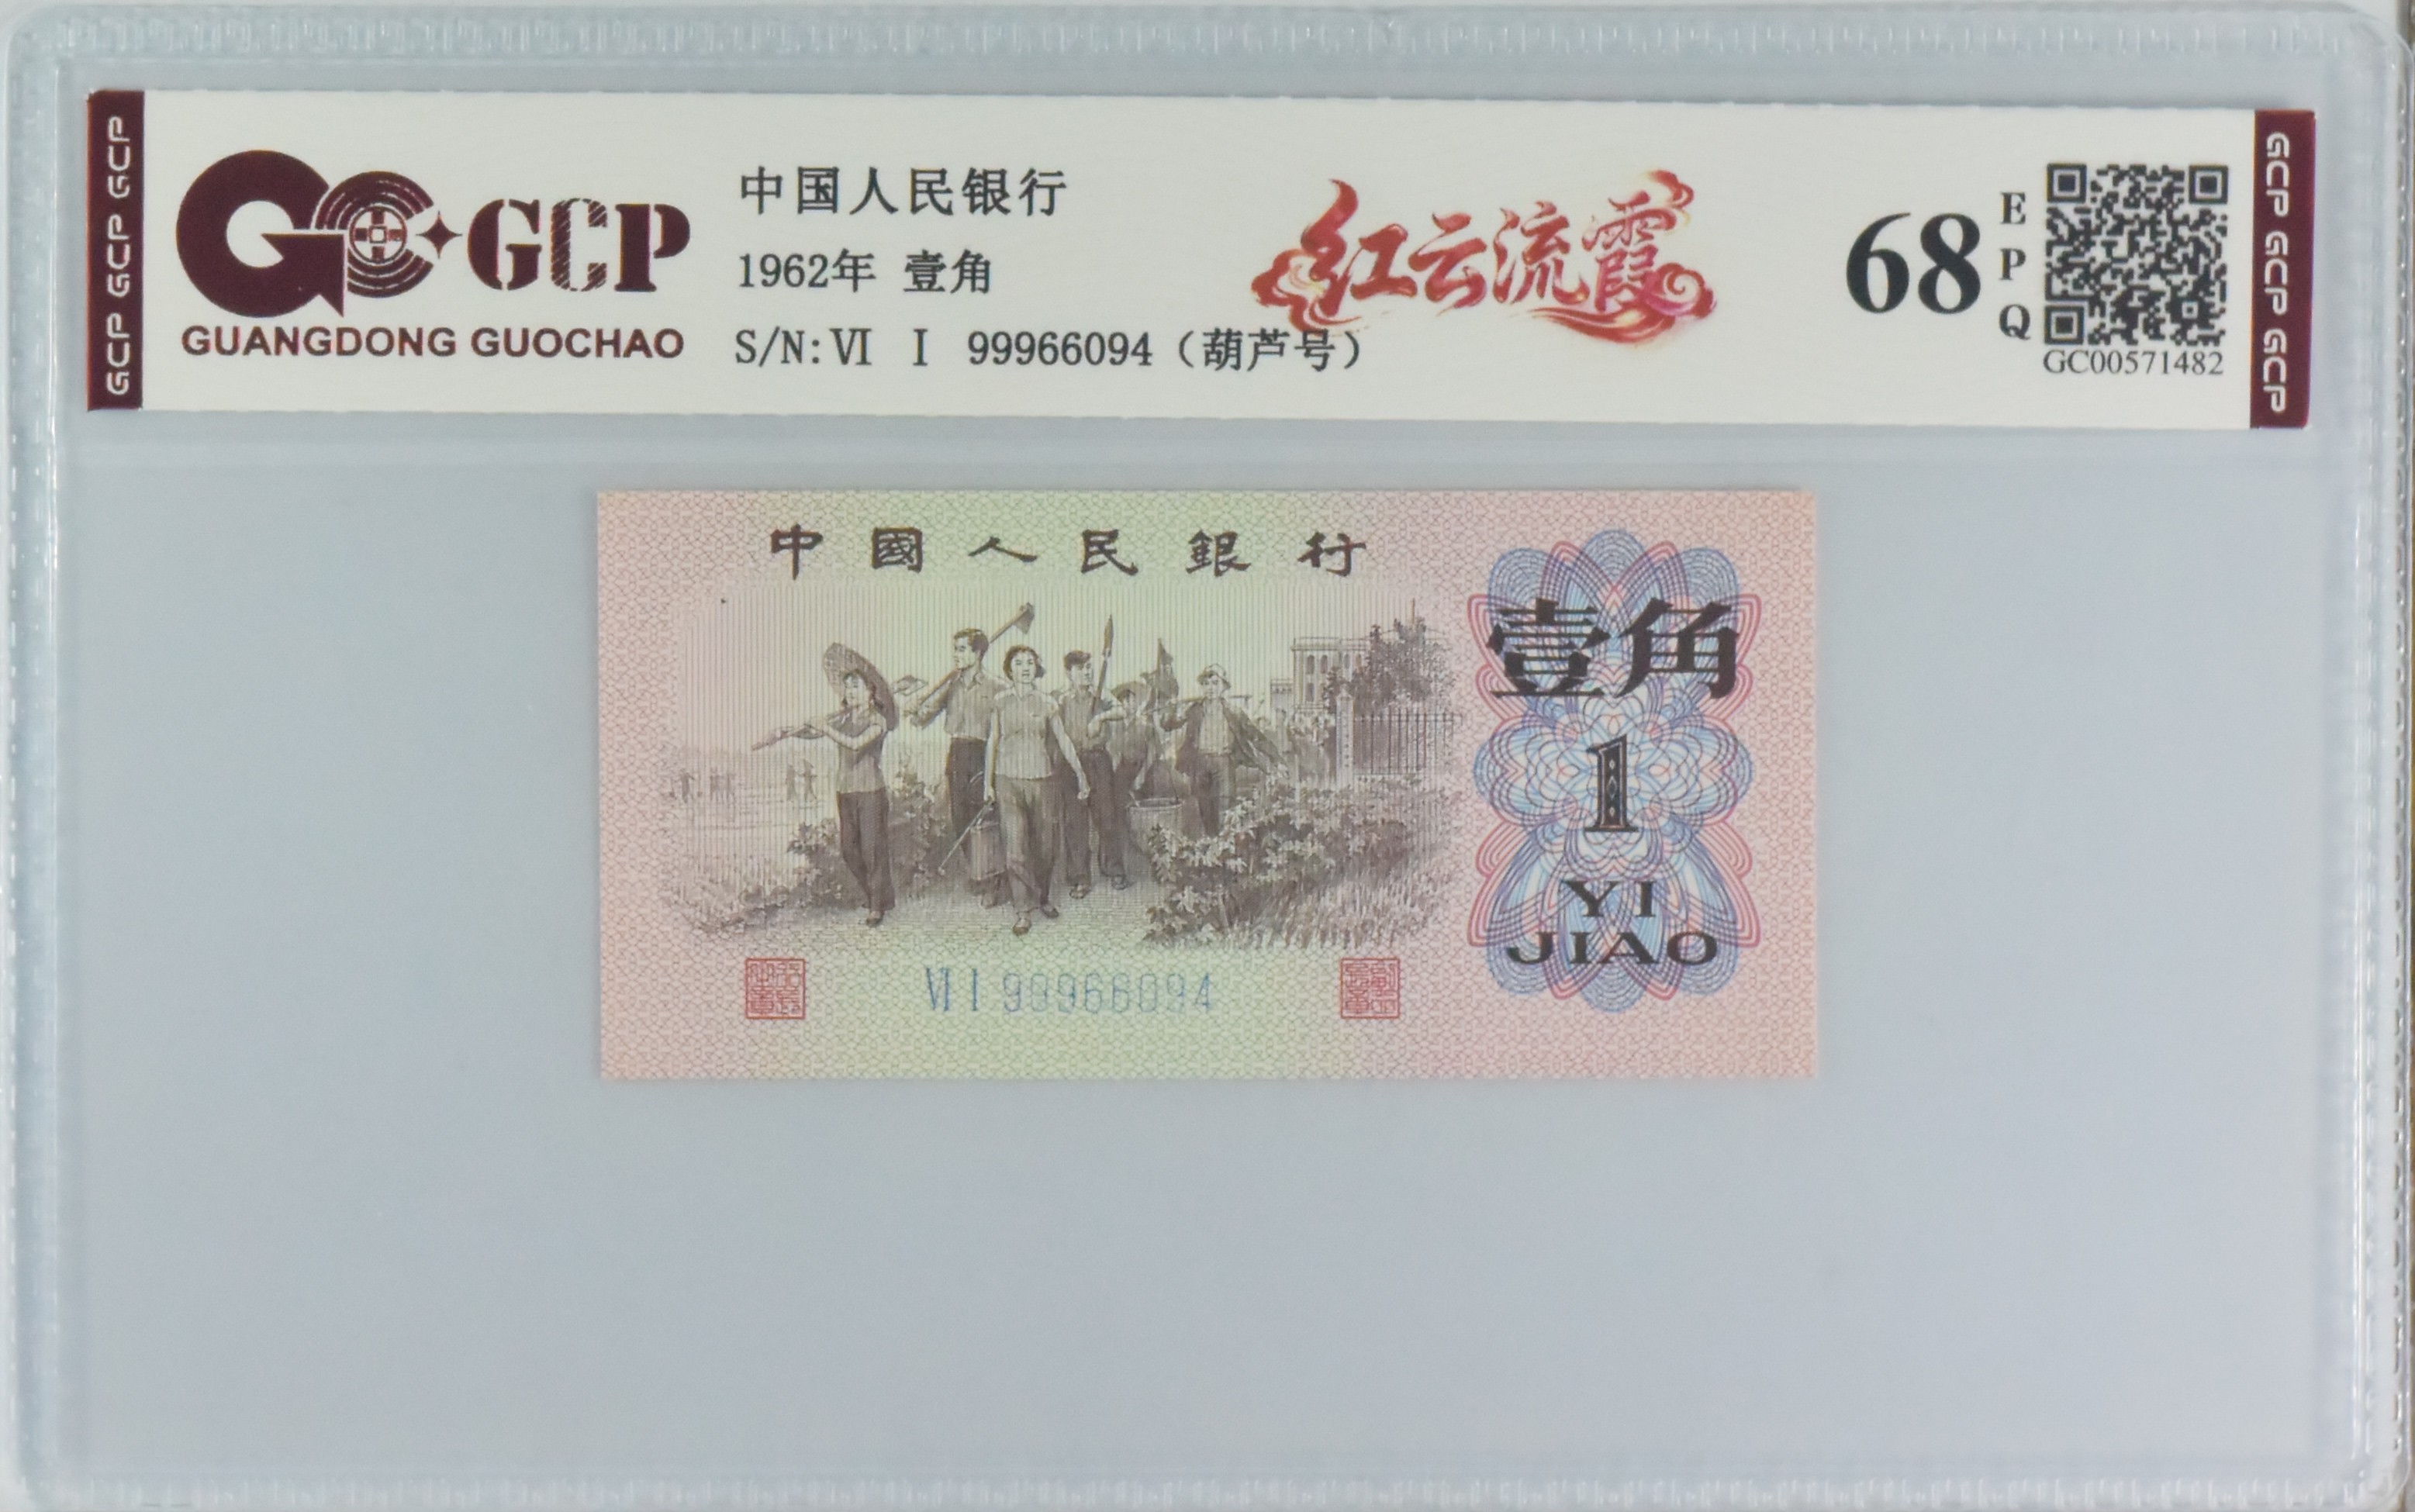 GCP GCP GCP
GCP
GUANGDONG GUOCHAO
中国人民银行
1962年 壹角
S/N: VI I 99966094（葫芦号）
红云流霞
68
EPQ
GC00571482
GCP GCP GCP
中國人民銀行
壹角
1
YI
JIAO
VI I 99966094